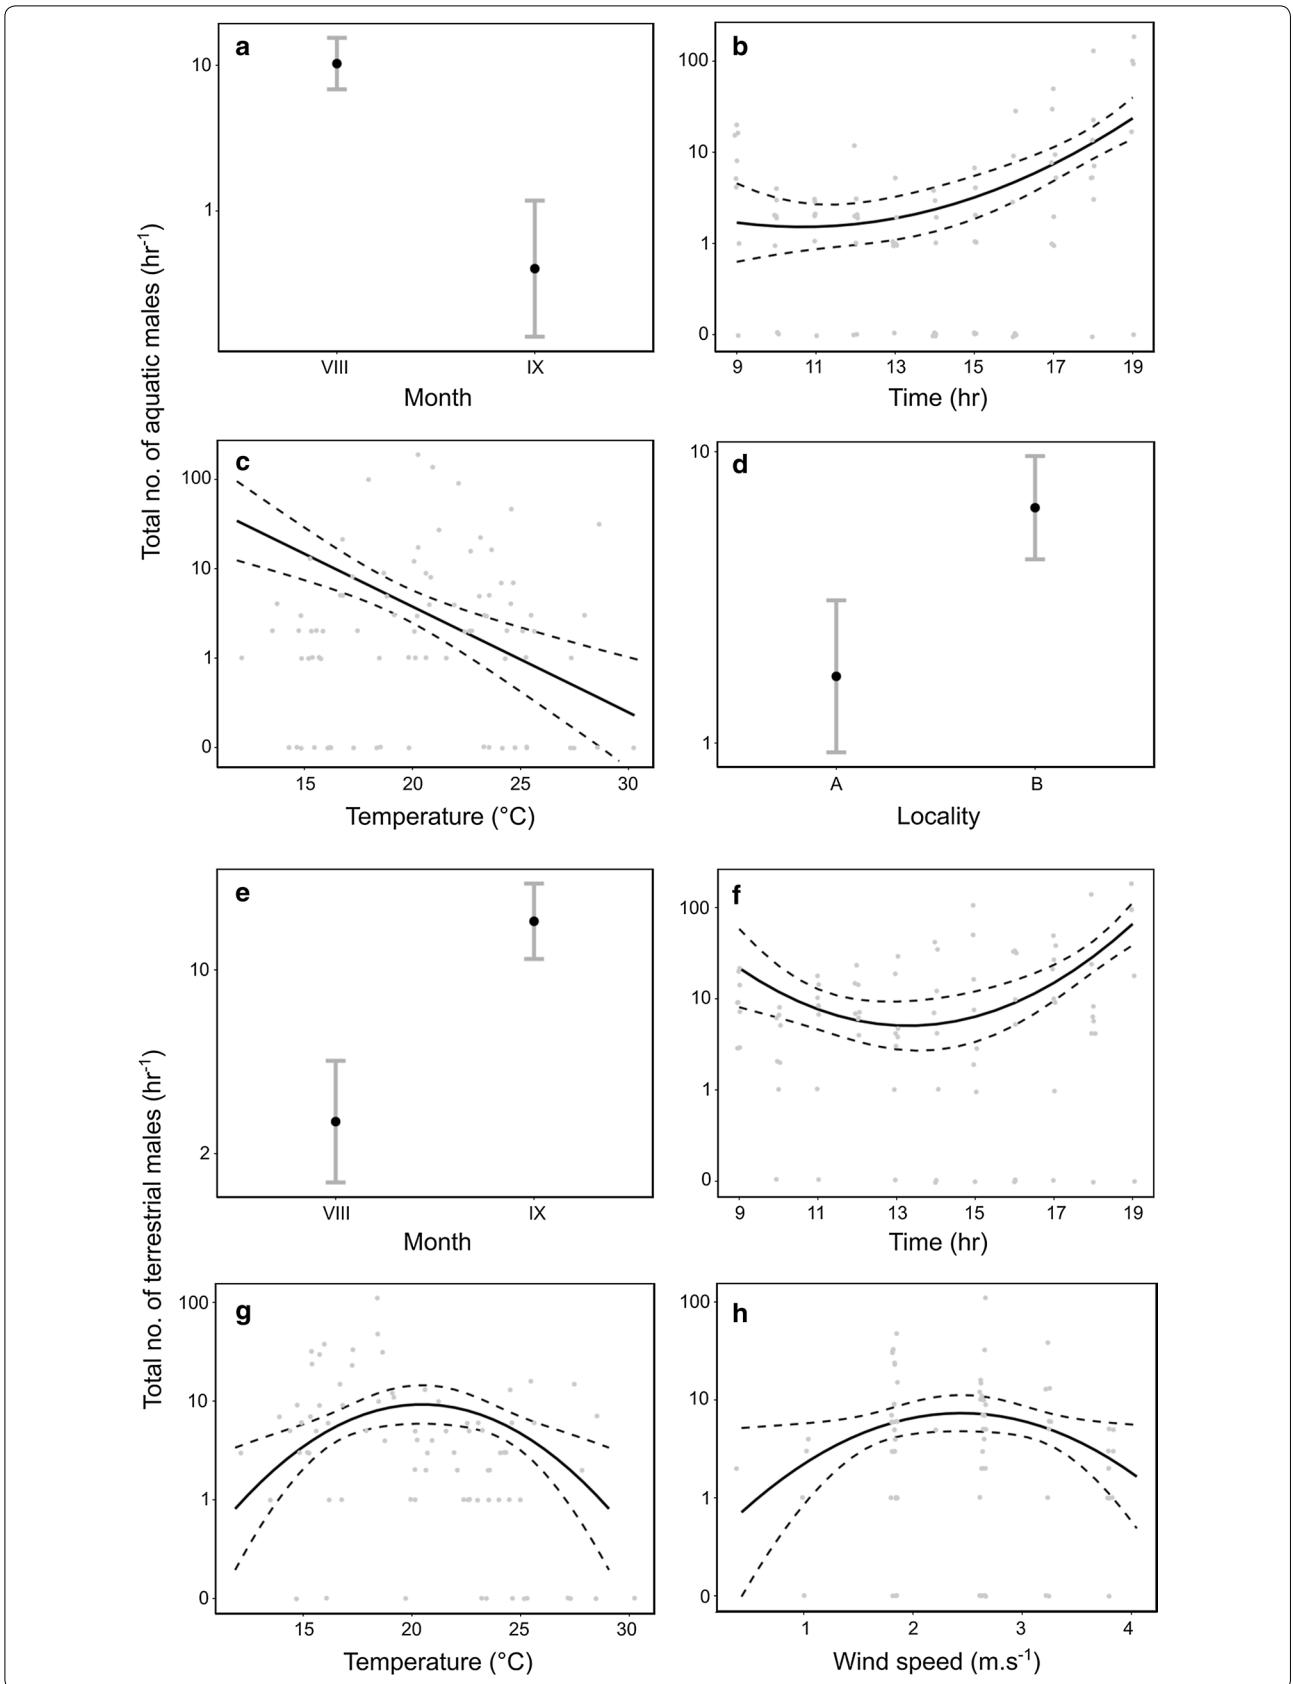 Total no. of aquatic males (hr-1)
a
10
1
VIII IX
Month
b
100
10
1
0
9 11 13 15 17 19
Time (hr)
c
100
10
1
0
15 20 25 30
Temperature (°C)
d
10
1
A B
Locality
Total no. of terrestrial males (hr-1)
e
10
2
VIII IX
Month
f
100
10
1
0
9 11 13 15 17 19
Time (hr)
g
100
10
1
0
15 20 25 30
Temperature (°C)
h
100
10
1
0
1 2 3 4
Wind speed (m.s-1)